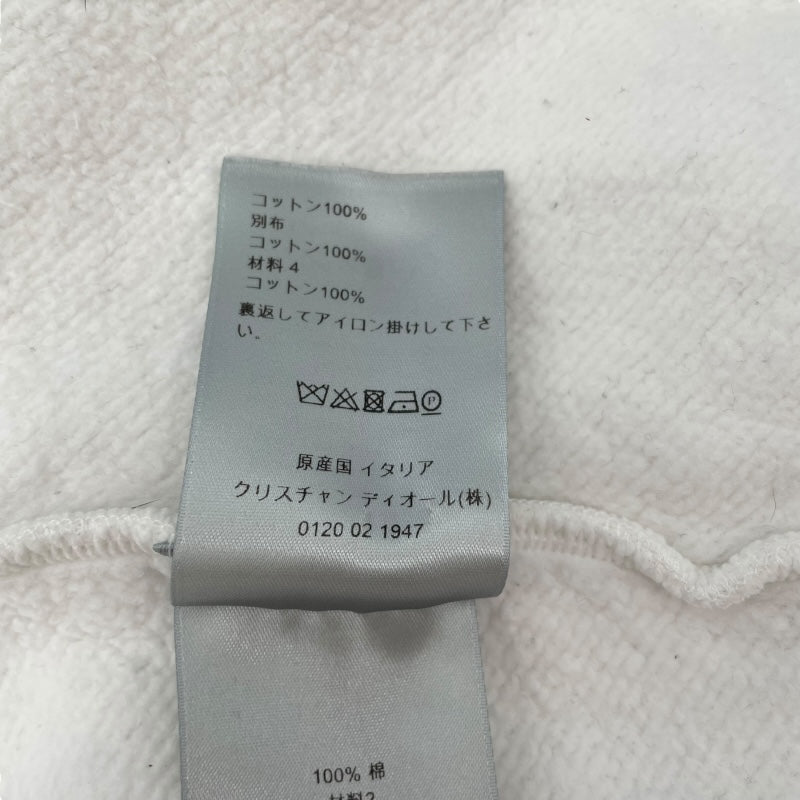 コットン100%
別布
コットン100%
材料 4
コットン100%
裏返してアイロン掛けして下さ
い。
P
原産国 イタリア
クリスチャン ディオール(株)
0120 02 1947
100% 棉
材料2